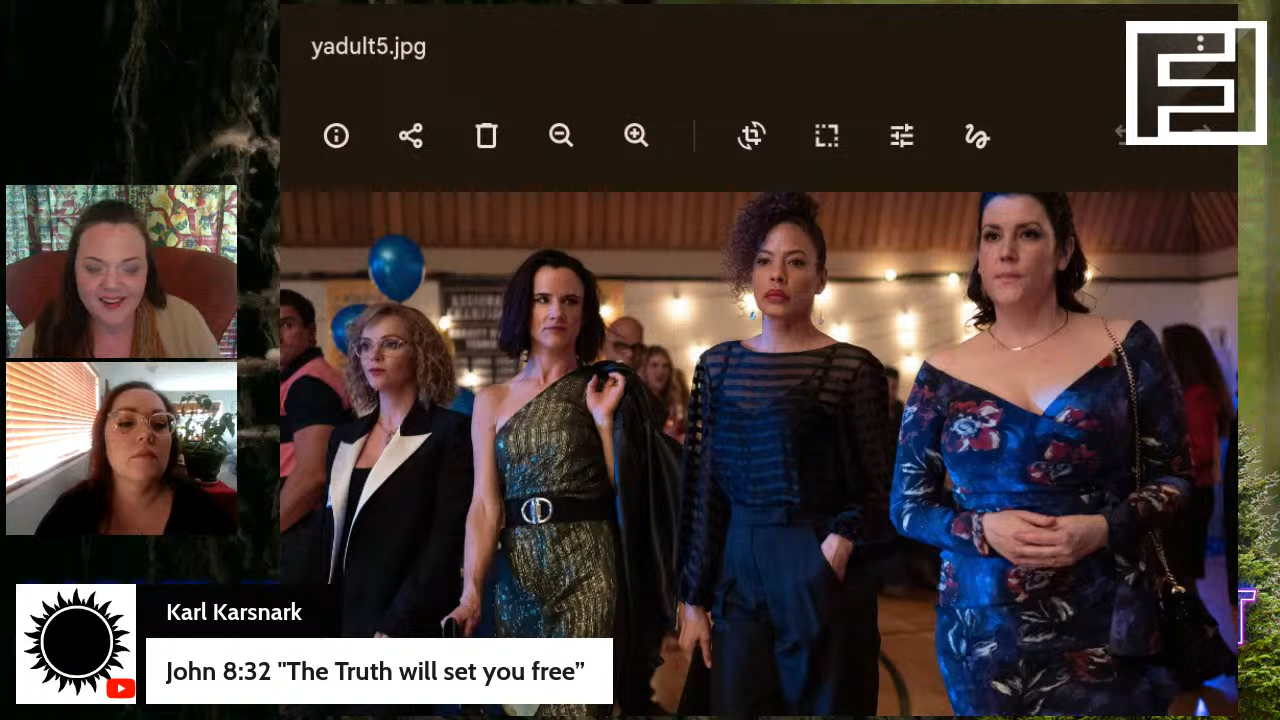 yadult5.jpg
Karl Karsnark
John 8:32 "The Truth will set you free”
T